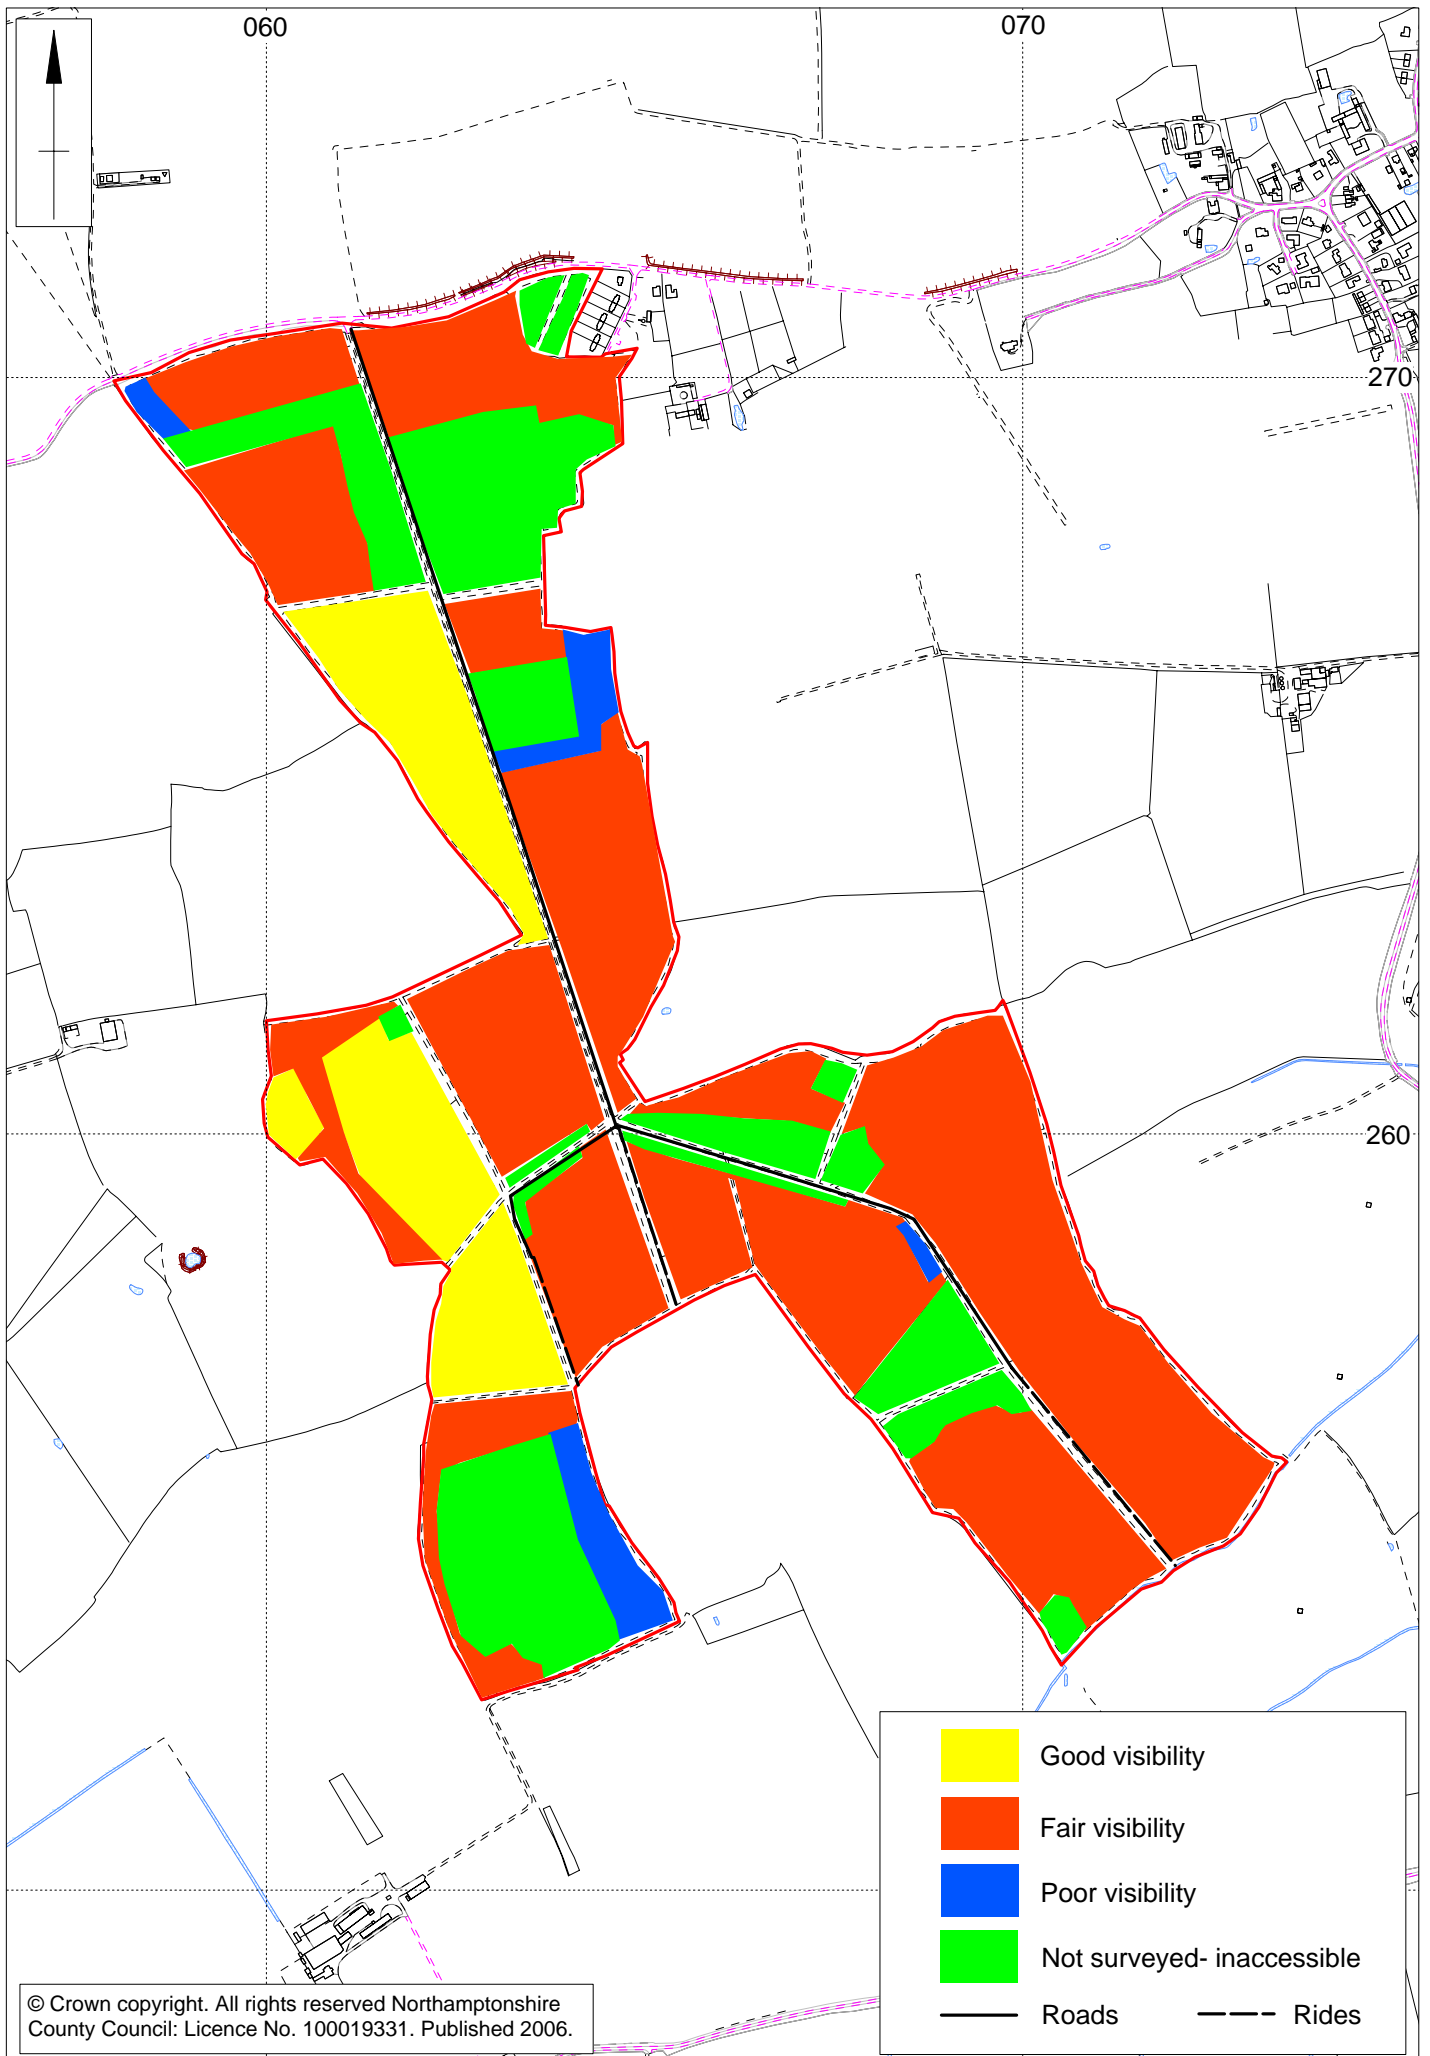 060
070
270
260
Good visibility
Fair visibility
Poor visibility
Not surveyed- inaccessible
Roads
Rides
© Crown copyright. All rights reserved Northamptonshire
County Council: Licence No. 100019331. Published 2006.